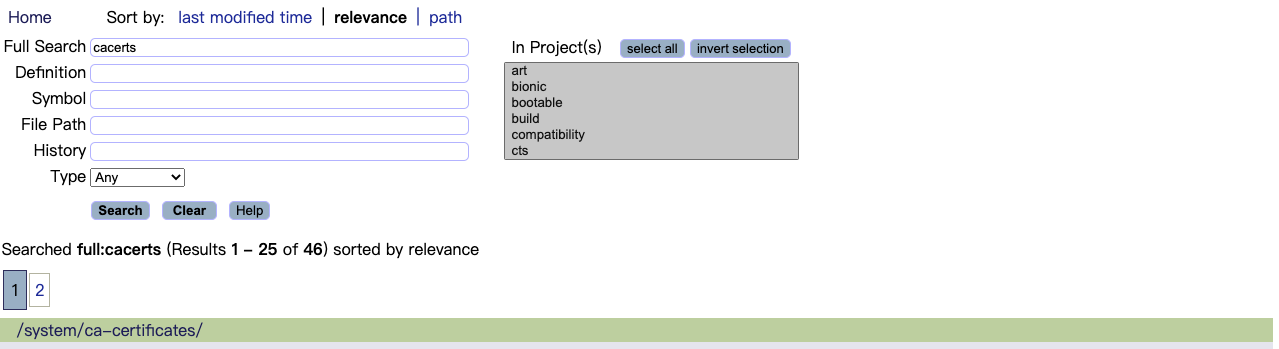 Home Sort by: last modified time | relevance | path
Full Search cacerts In Project(s) select all invert selection
Definition
Symbol
File Path
History
Type Any
art
bionic
bootable
build
compatibility
cts
Search Clear Help
Searched full:cacerts (Results 1 – 25 of 46) sorted by relevance
1 2
/system/ca-certificates/